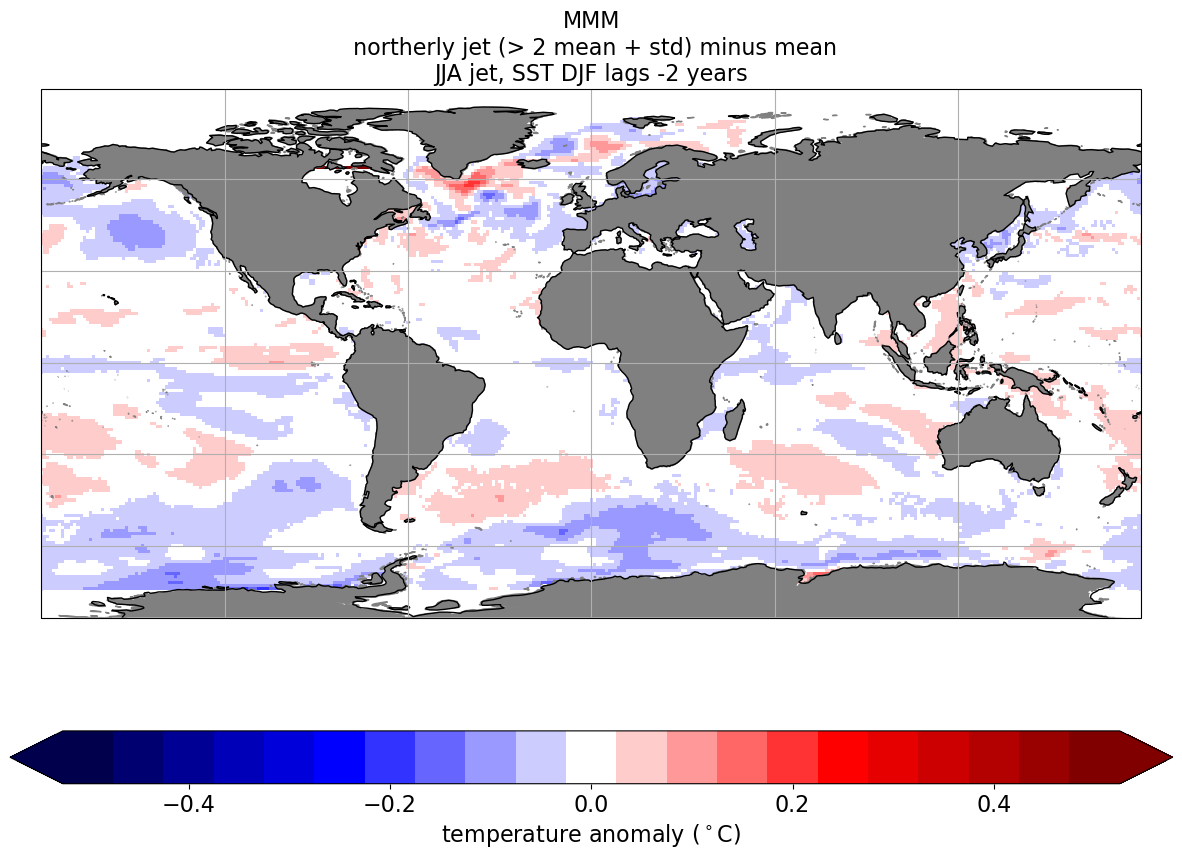 MMM
northerly jet (> 2 mean + std) minus mean
JJA jet, SST DJF lags -2 years
−0.4 −0.2 0.0 0.2 0.4
temperature anomaly (°C)